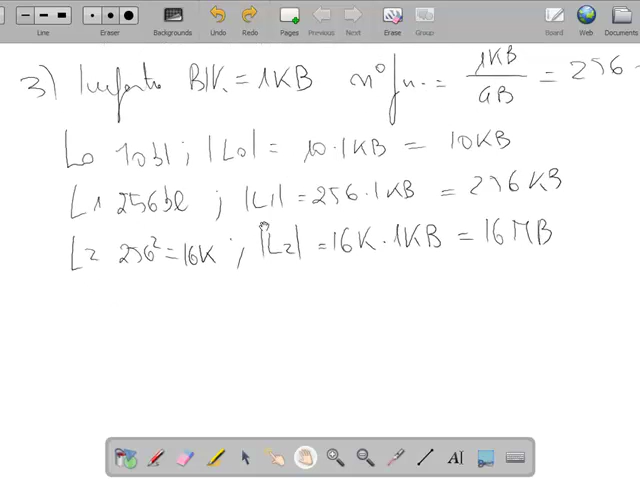 Line Eraser Backgrounds Undo Redo Pages Previous Next Erase Group Board Web Documents
3) BlK. = 1KB n° = 1KB / 4B = 256
L0 10 bl ; |L0| = 10 · 1KB = 10KB
L1 256 bl ; |L1| = 256 · 1KB = 256 KB
L2 256² = 16K ; |L2| = 16K · 1KB = 16 MB